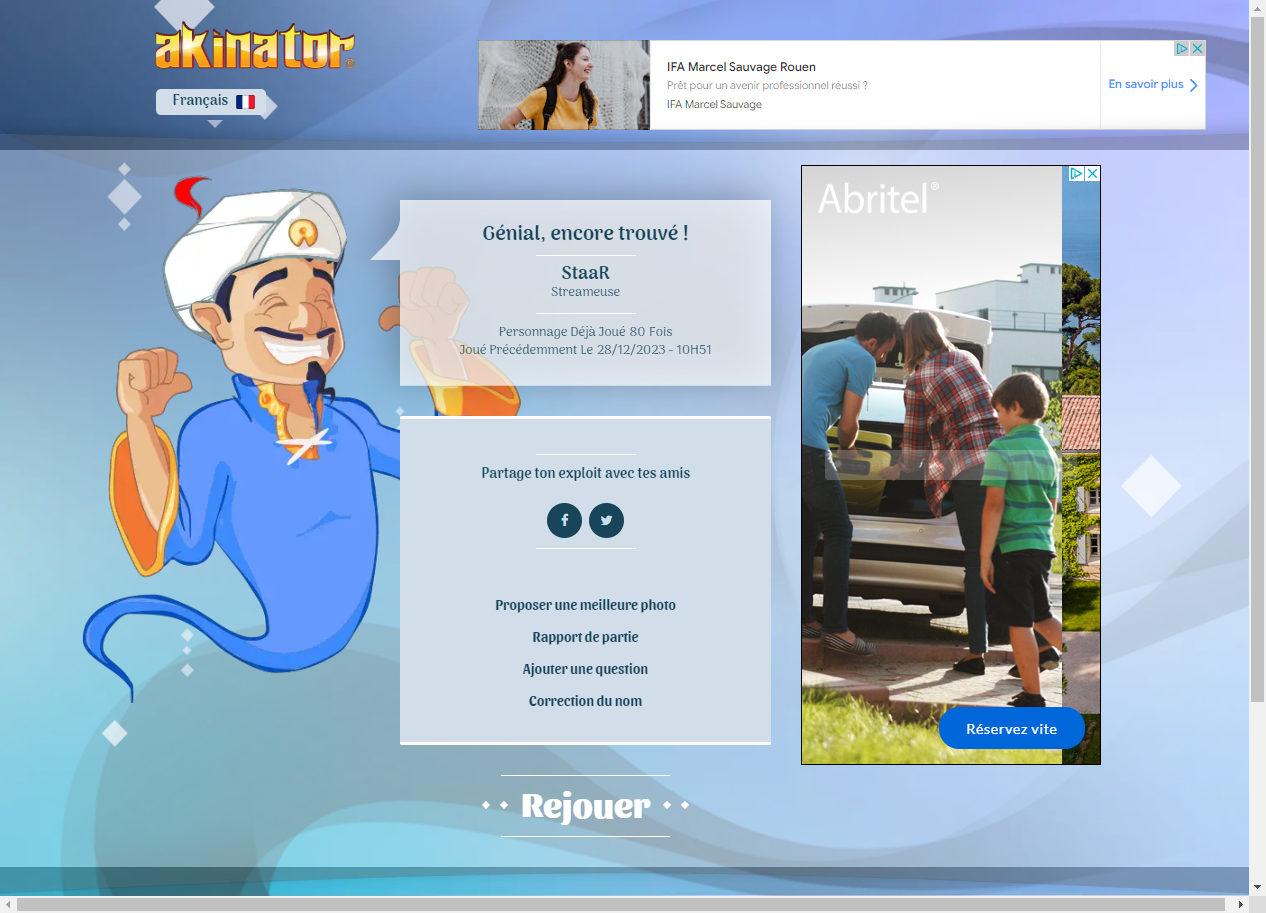 akinator
Français
IFA Marcel Sauvage Rouen
Prêt pour un avenir professionnel réussi ?
IFA Marcel Sauvage
En savoir plus
Génial, encore trouvé !
StaaR
Streameuse
Personnage Déjà Joué 80 Fois
Joué Précédemment Le 28/12/2023 - 10H51
Partage ton exploit avec tes amis
Proposer une meilleure photo
Rapport de partie
Ajouter une question
Correction du nom
Rejouer
Abritel®
Réservez vite